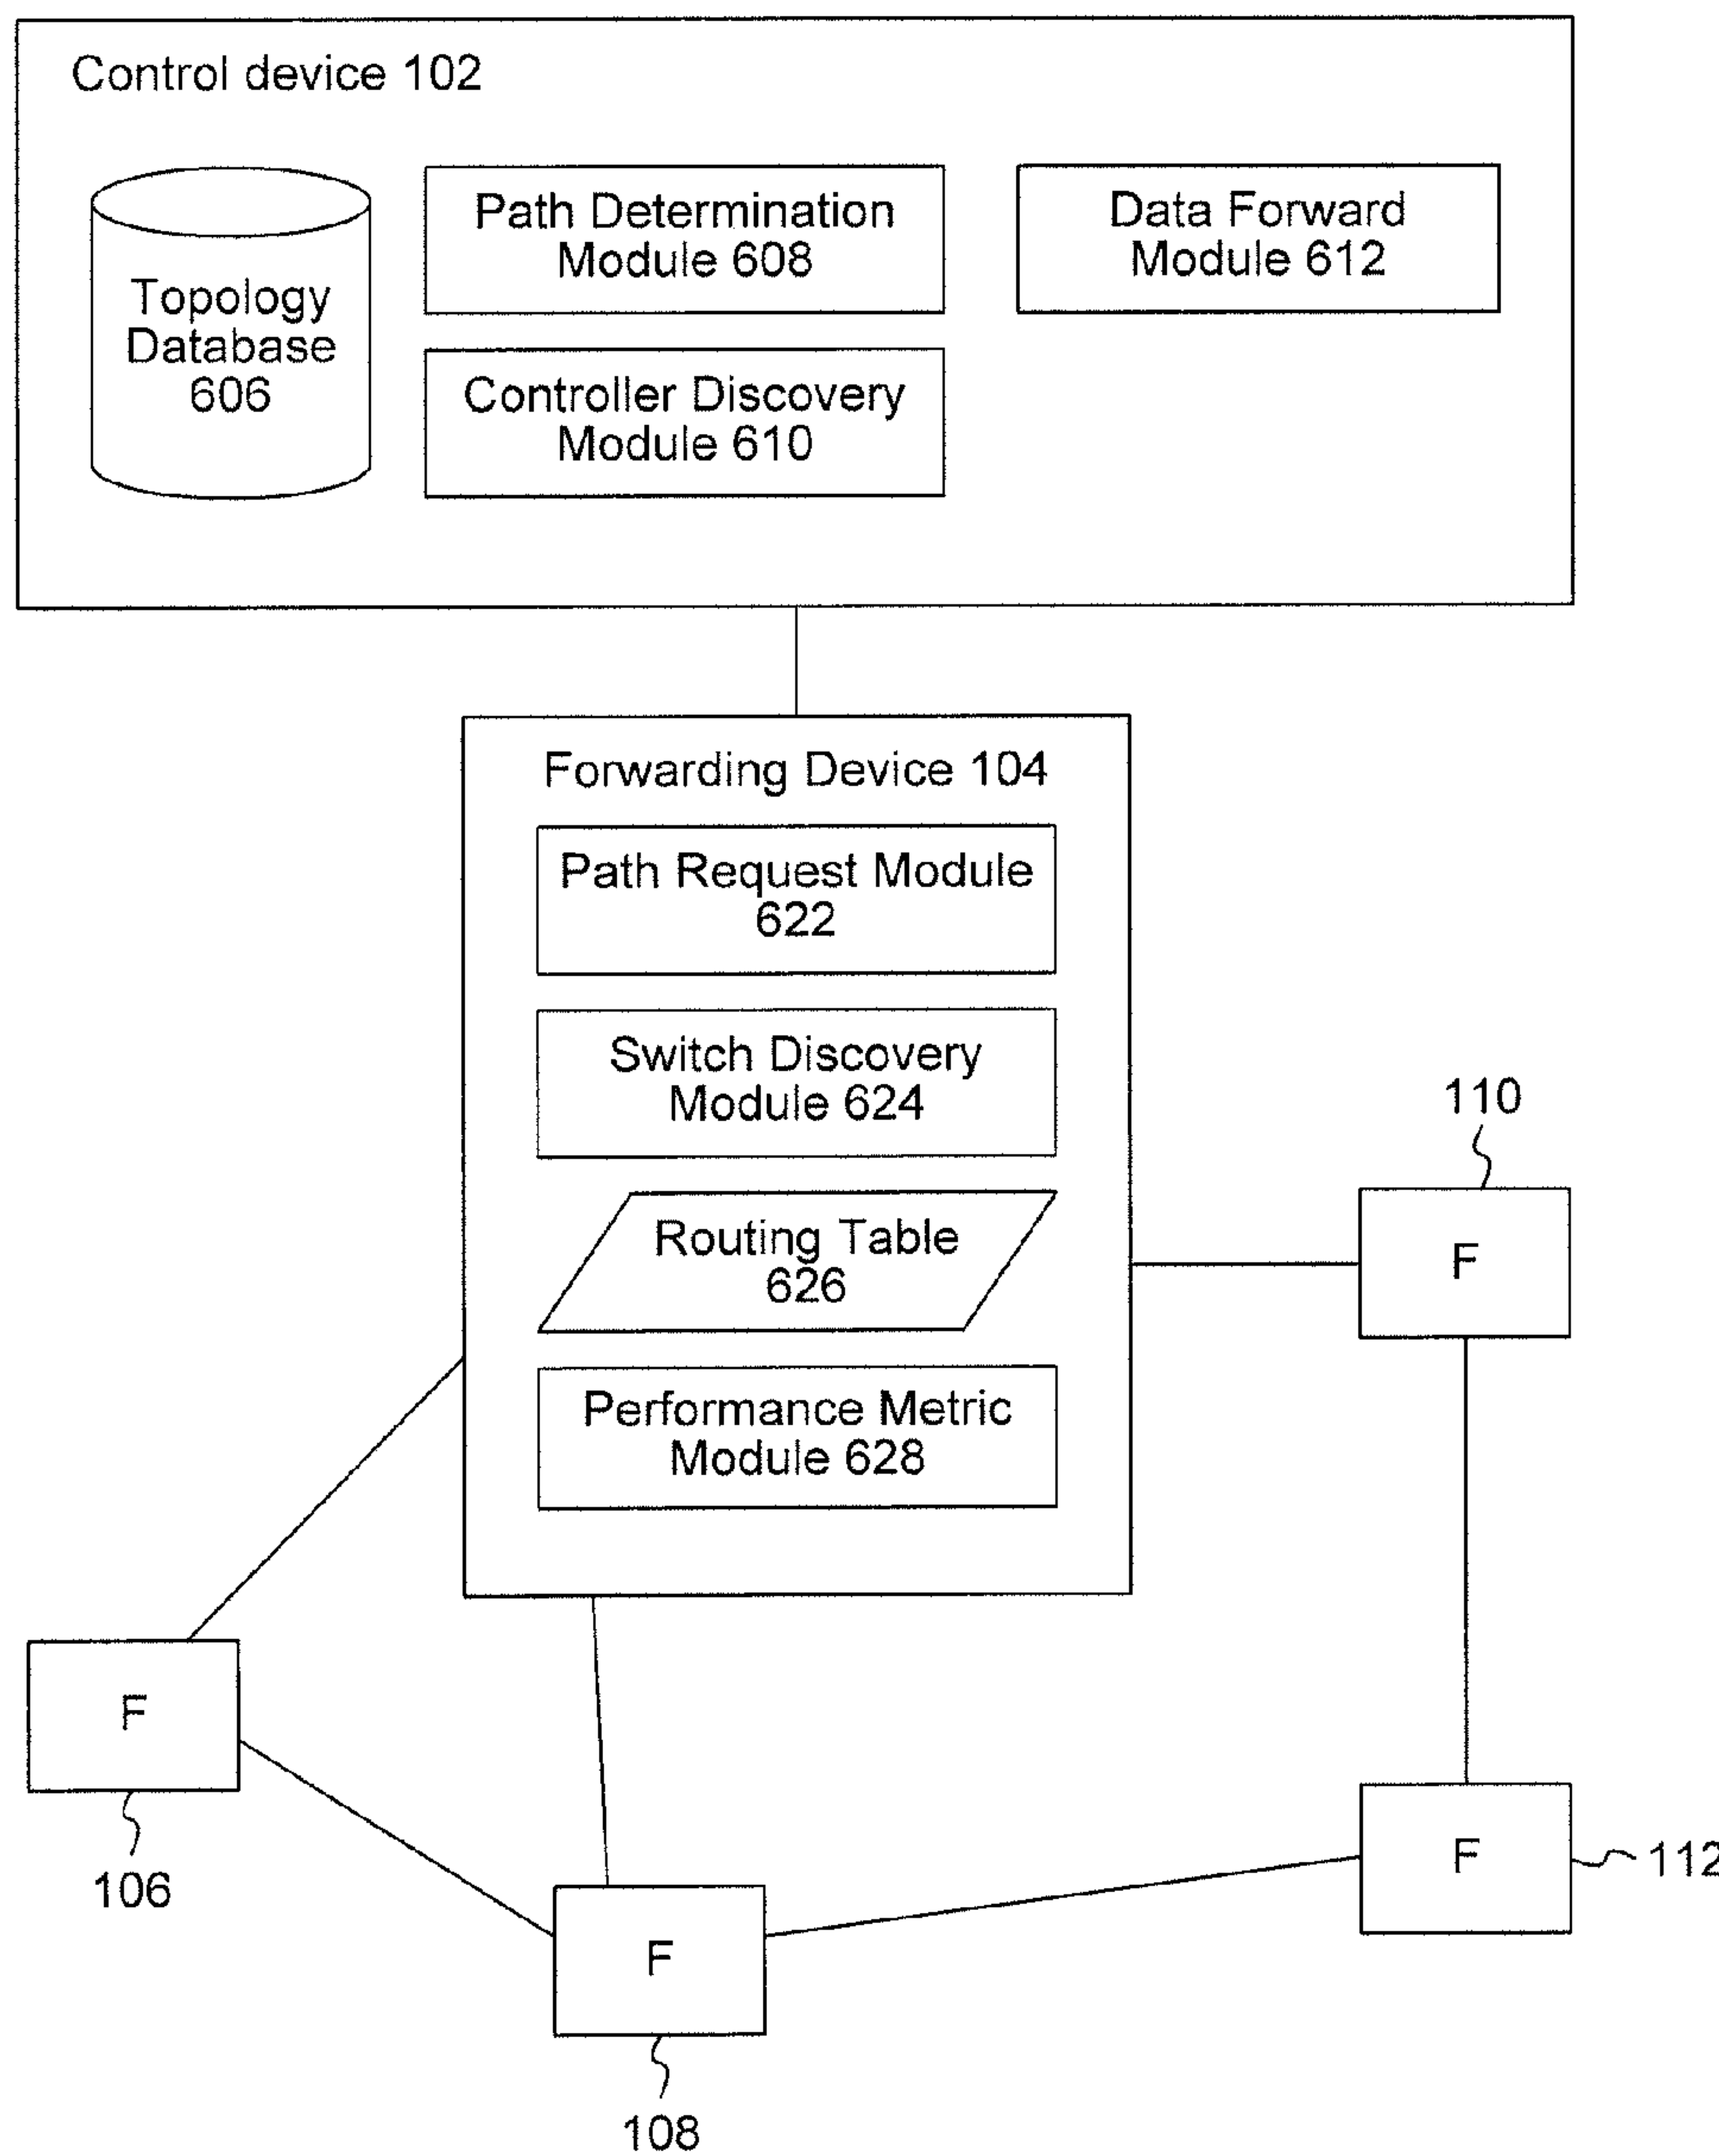 Control device 102
Topology
Database
606
Path Determination
Module 608
Data Forward
Module 612
Controller Discovery
Module 610
Forwarding Device 104
Path Request Module
622
Switch Discovery
Module 624
Routing Table
626
Performance Metric
Module 628
110
F
F
106
F
112
F
108